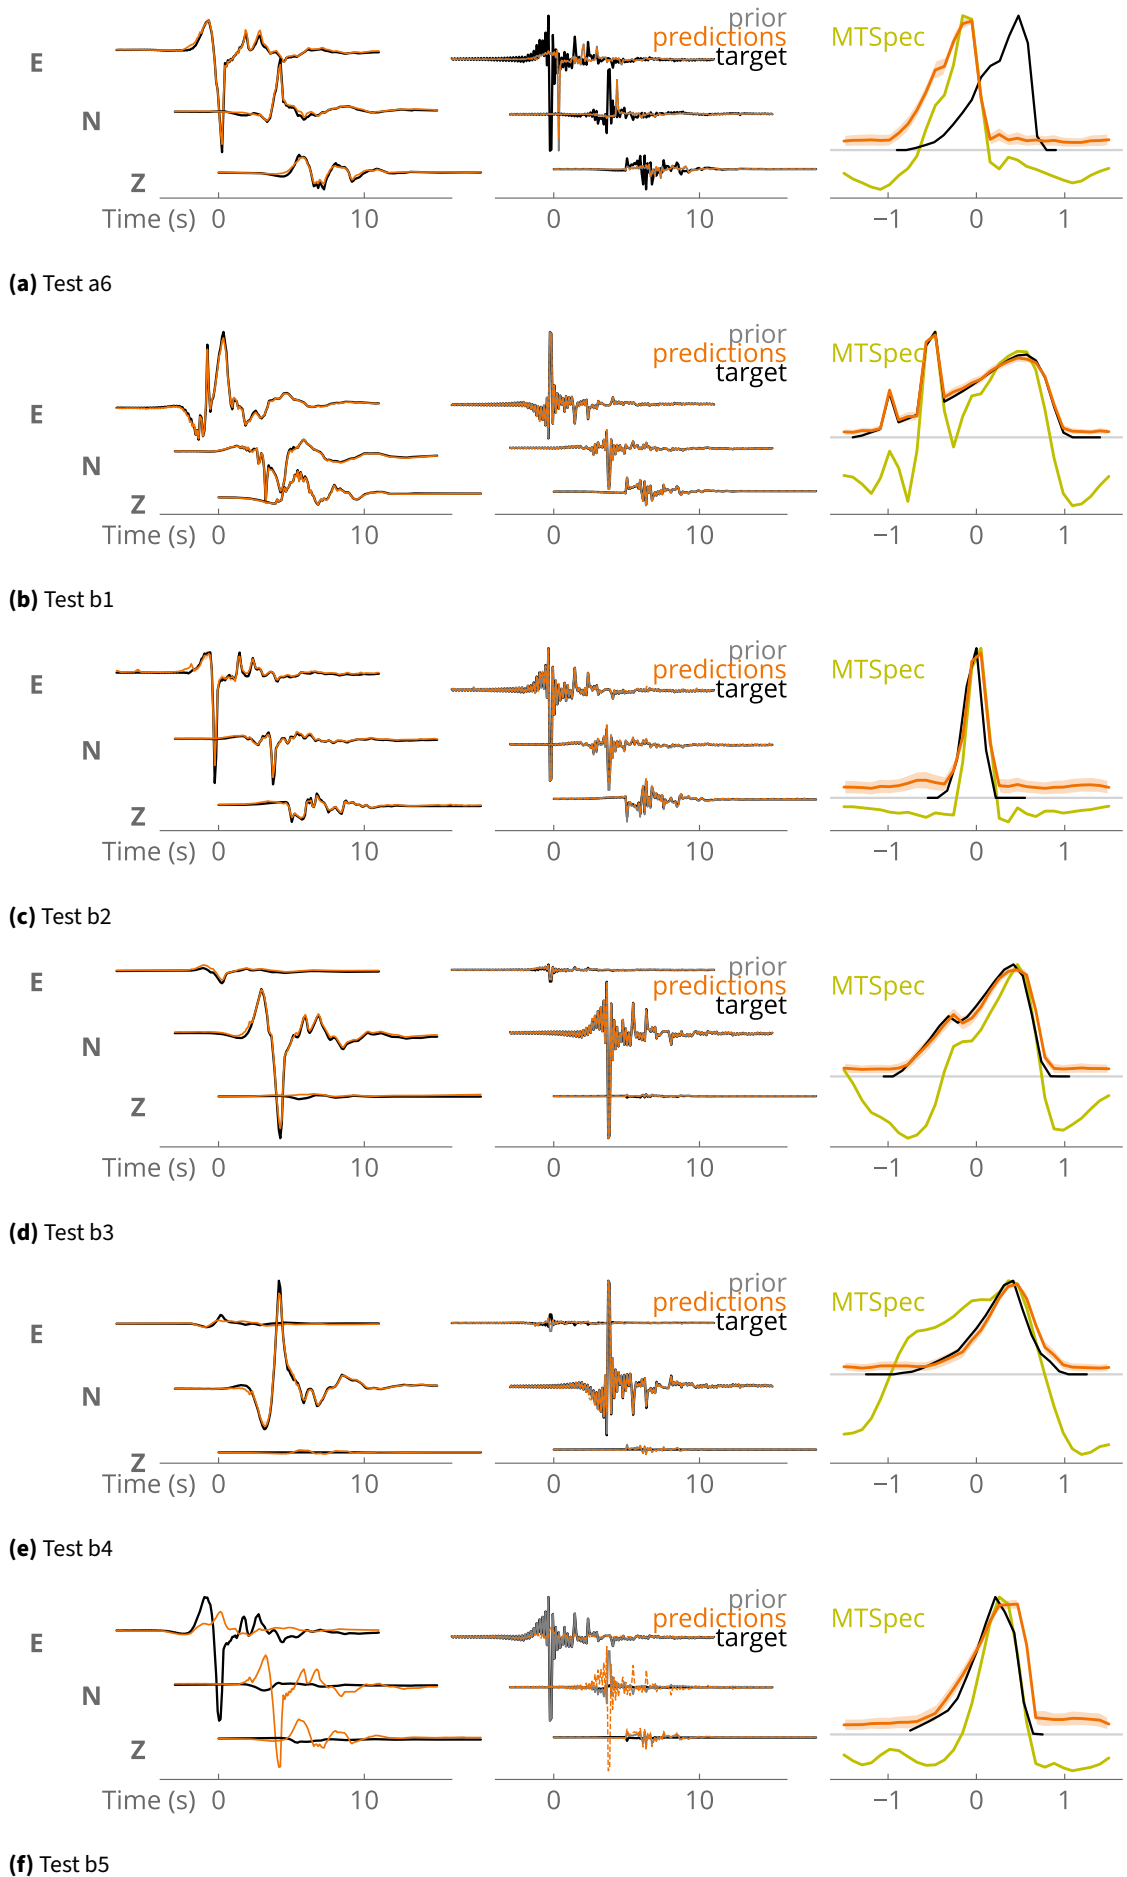 prior
predictions
target
MTSpec
E
N
Z
Time (s) 0 10
0 10
−1 0 1
(a) Test a6
prior
predictions
target
MTSpec
E
N
Z
Time (s) 0 10
0 10
−1 0 1
(b) Test b1
prior
predictions
target
MTSpec
E
N
Z
Time (s) 0 10
0 10
−1 0 1
(c) Test b2
prior
predictions
target
MTSpec
E
N
Z
Time (s) 0 10
0 10
−1 0 1
(d) Test b3
prior
predictions
target
MTSpec
E
N
Z
Time (s) 0 10
0 10
−1 0 1
(e) Test b4
prior
predictions
target
MTSpec
E
N
Z
Time (s) 0 10
0 10
−1 0 1
(f) Test b5